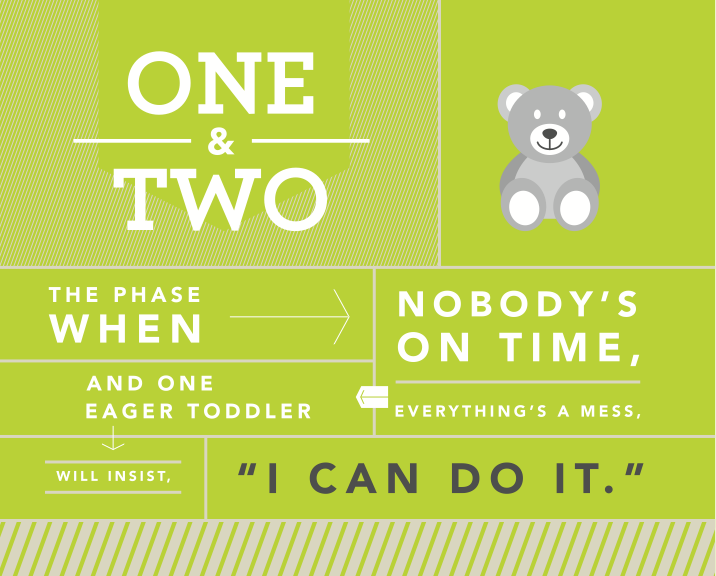 ONE
&
TWO
THE PHASE
WHEN
NOBODY'S
ON TIME,
EVERYTHING'S A MESS,
AND ONE
EAGER TODDLER
WILL INSIST,
"I CAN DO IT."